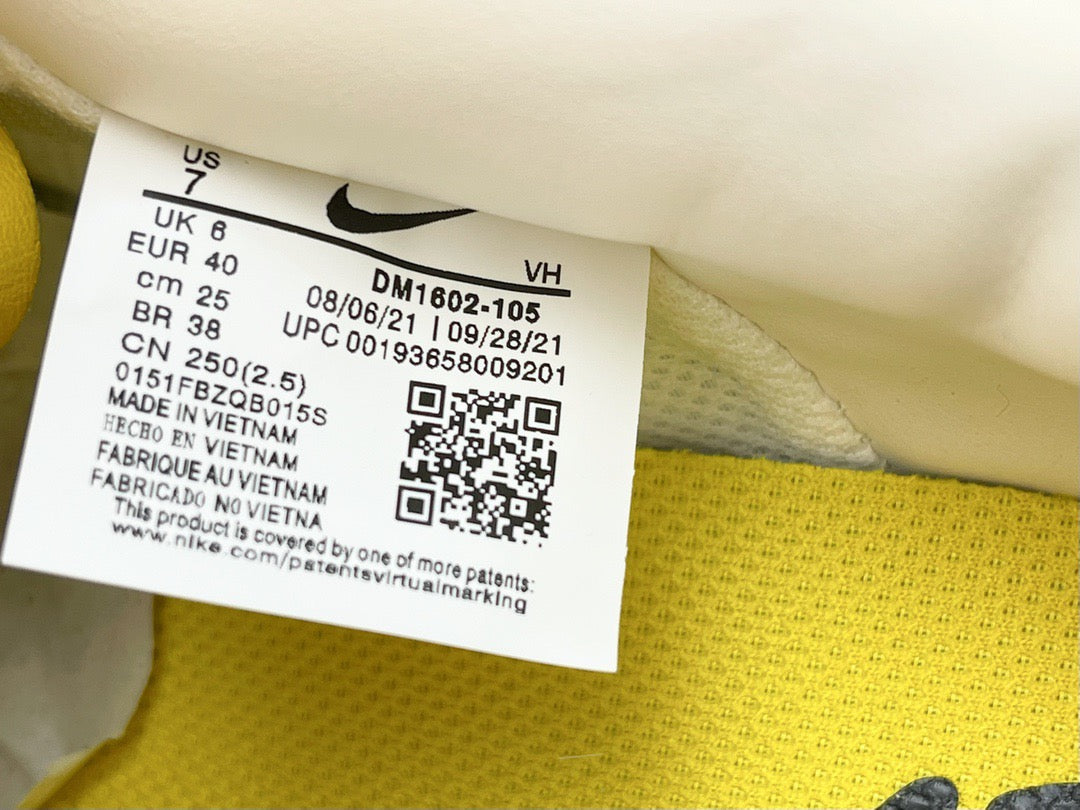 US
7
UK 6
EUR 40
cm 25
BR 38
CN 250(2.5)
VH
DM1602-105
08/06/21 | 09/28/21
UPC 00193658009201
0151FBZQB015S
MADE IN VIETNAM
HECHO EN VIETNAM
FABRIQUE AU VIETNAM
FABRICADO NO VIETNA
This product is covered by one of more patents:
www.nike.com/patentsvirtualmarking